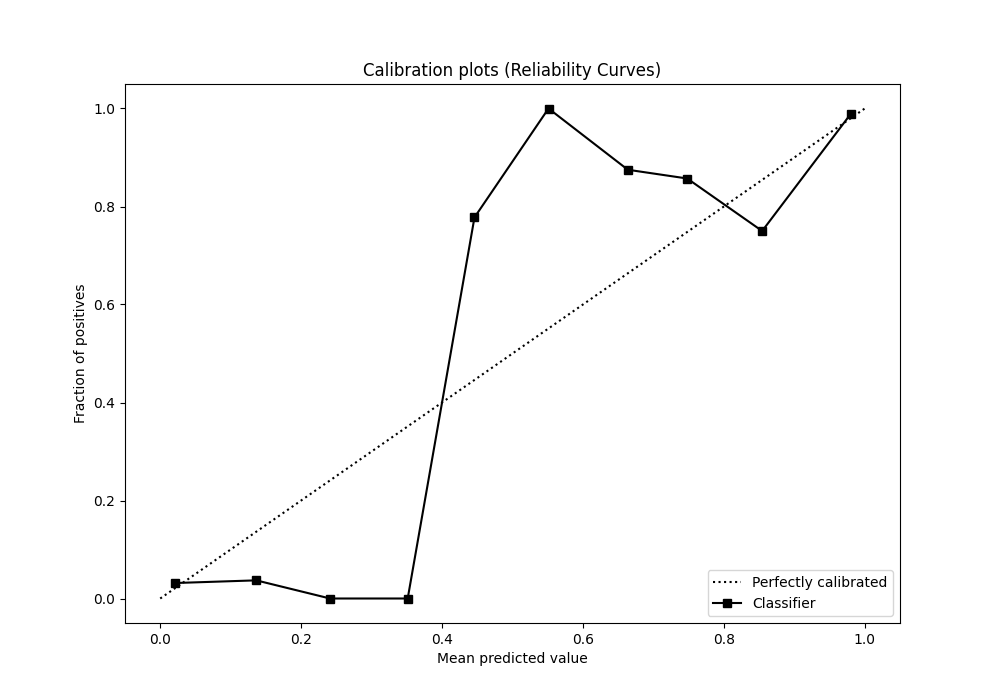 Calibration plots (Reliability Curves)
1.0
0.8
0.6
0.4
0.2
0.0
Fraction of positives
0.0 0.2 0.4 0.6 0.8 1.0
Mean predicted value
Perfectly calibrated
Classifier